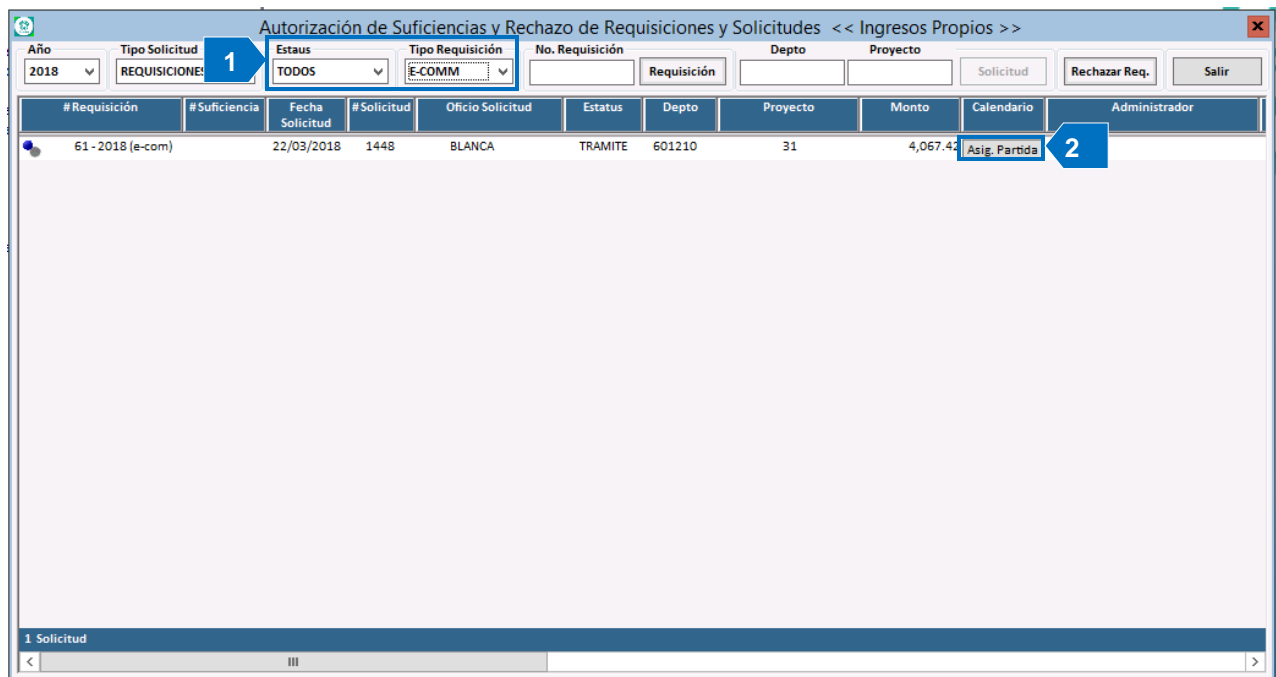 Autorización de Suficiencias y Rechazo de Requisiciones y Solicitudes << Ingresos Propios >>
Año Tipo Solicitud Estaus Tipo Requisición No. Requisición Depto Proyecto
2018 REQUISICIONES 1 TODOS E-COMM Requisición Solicitud Rechazar Req. Salir
#Requisición #Suficiencia Fecha Solicitud #Solicitud Oficio Solicitud Estatus Depto Proyecto Monto Calendario Administrador
61 - 2018 (e-com) 22/03/2018 1448 BLANCA TRAMITE 601210 31 4,067.42 Asig. Partida 2
1 Solicitud